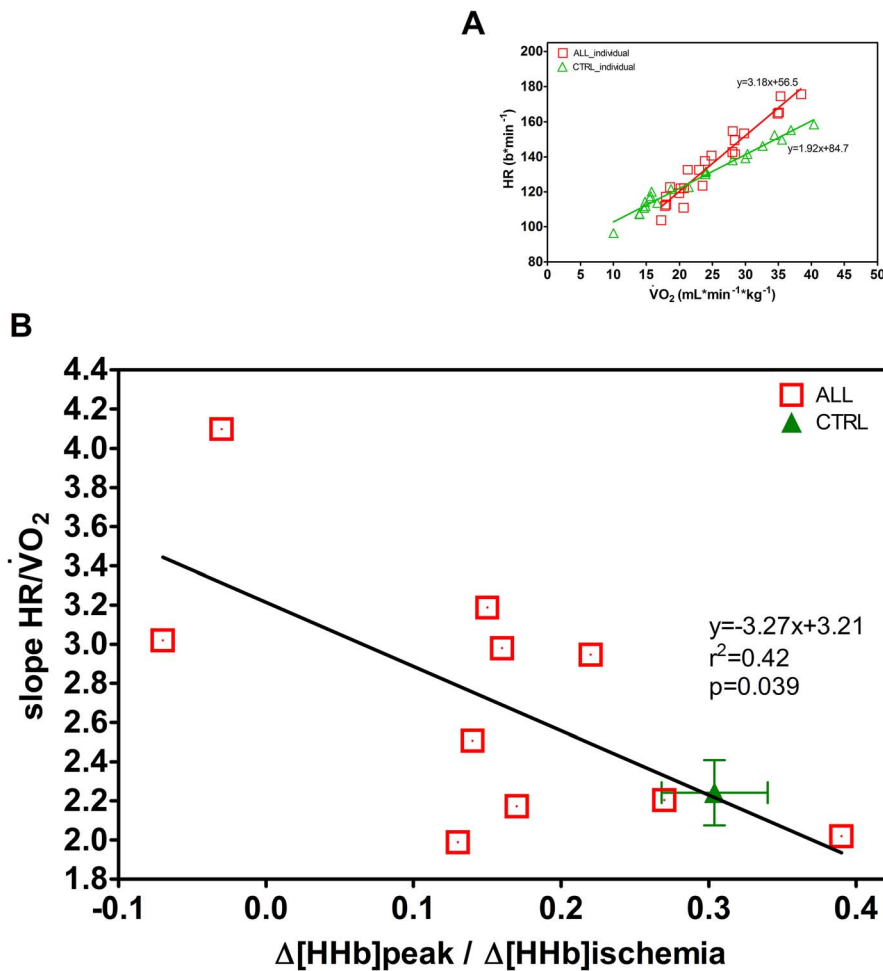 A
200
180
160
140
120
100
80
HR (b*min⁻¹)
ALL_individual
CTRL_individual
y=3.18x+56.5
y=1.92x+84.7
0 5 10 15 20 25 30 35 40 45 50
V̇O₂ (mL*min⁻¹*kg⁻¹)
B
4.4
4.2
4.0
3.8
3.6
3.4
3.2
3.0
2.8
2.6
2.4
2.2
2.0
1.8
slope HR/V̇O₂
ALL
CTRL
y=-3.27x+3.21
r²=0.42
p=0.039
-0.1 0.0 0.1 0.2 0.3 0.4
Δ[HHb]peak / Δ[HHb]ischemia